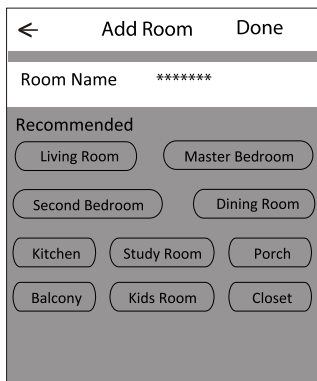 Add Room Done
Room Name *******
Recommended
Living Room Master Bedroom
Second Bedroom Dining Room
Kitchen Study Room Porch
Balcony Kids Room Closet